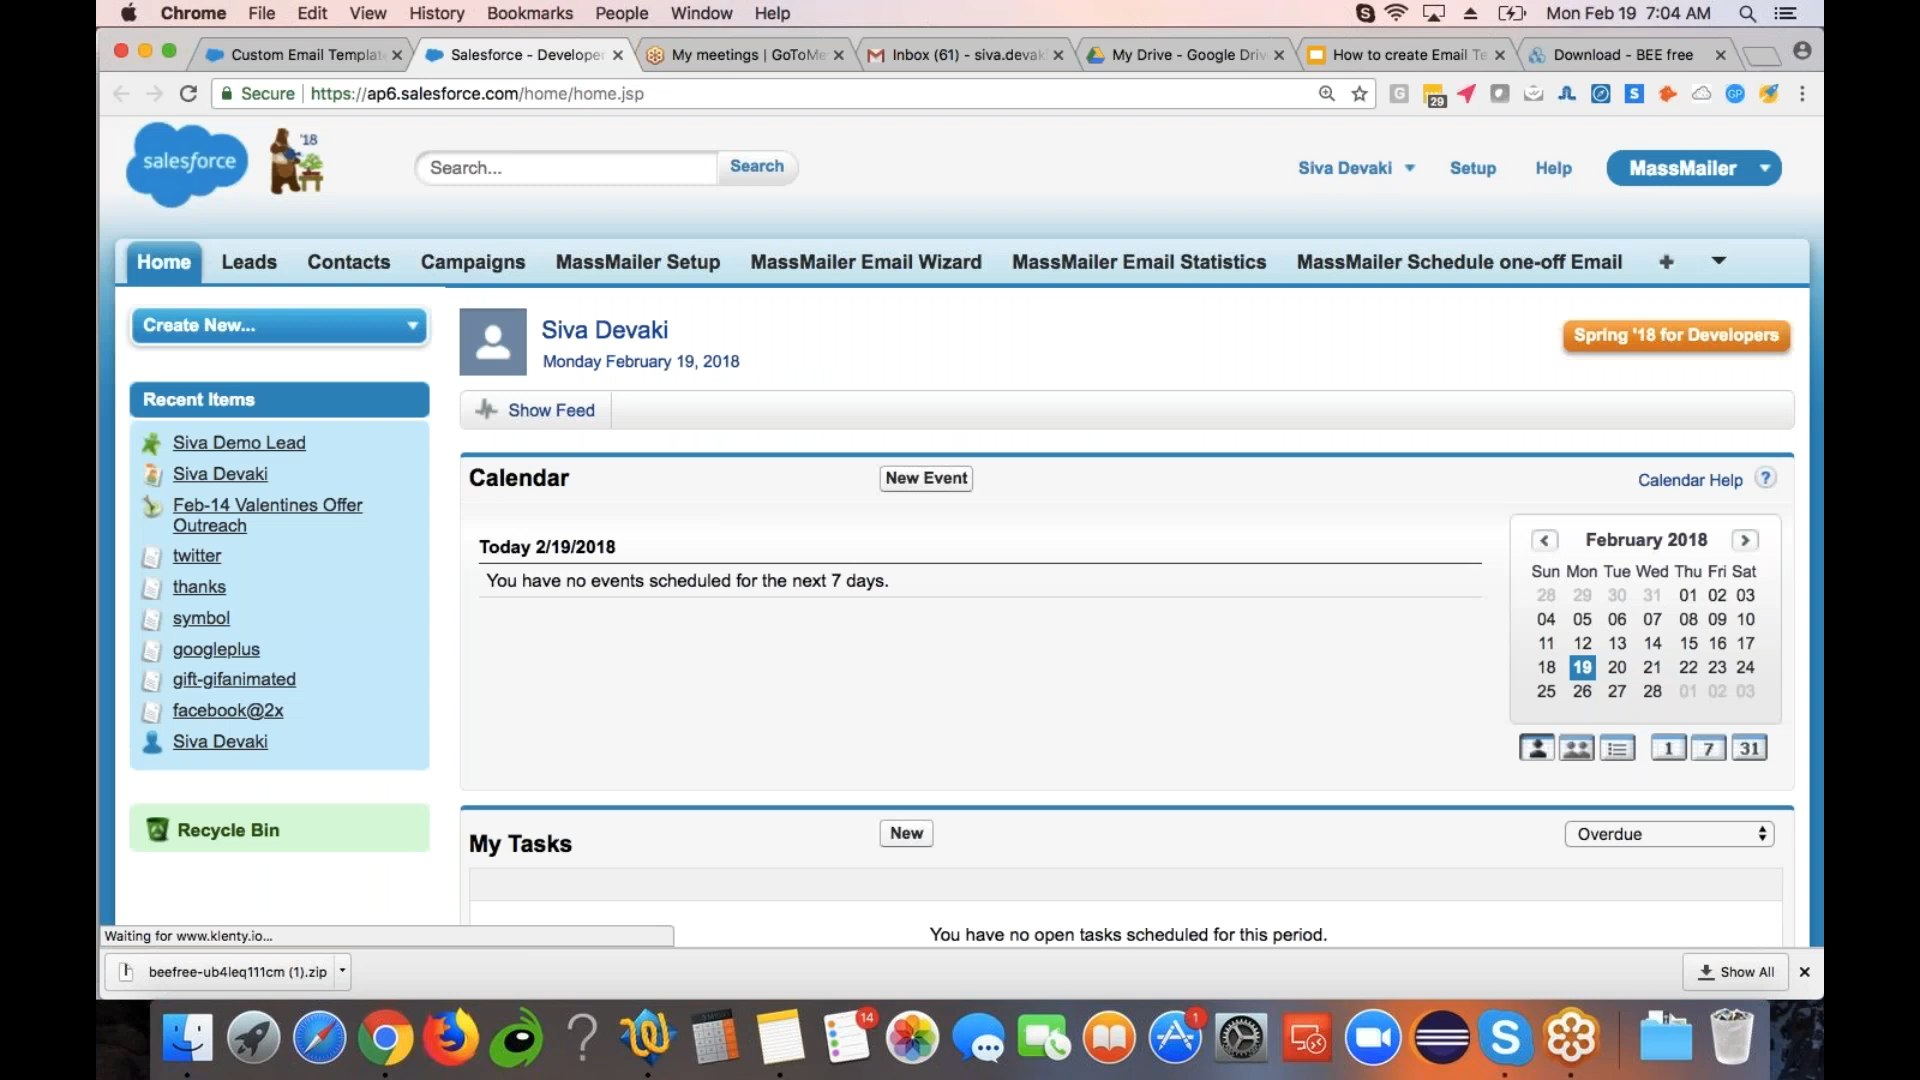 Chrome File Edit View History Bookmarks People Window Help Mon Feb 19 7:04 AM
Custom Email Templat Salesforce - Developer My meetings | GoToMe Inbox (61) - siva.devak My Drive - Google Driv How to create Email Te Download - BEE free
Secure https://ap6.salesforce.com/home/home.jsp 29
salesforce '18 Search... Search Siva Devaki Setup Help MassMailer
Home Leads Contacts Campaigns MassMailer Setup MassMailer Email Wizard MassMailer Email Statistics MassMailer Schedule one-off Email
Create New...
Recent Items
Siva Demo Lead
Siva Devaki
Feb-14 Valentines Offer
Outreach
twitter
thanks
symbol
googleplus
gift-gifanimated
facebook@2x
Siva Devaki
Recycle Bin
Siva Devaki
Monday February 19, 2018
Spring '18 for Developers
Show Feed
Calendar New Event Calendar Help ?
Today 2/19/2018
You have no events scheduled for the next 7 days.
February 2018
Sun Mon Tue Wed Thu Fri Sat
28 29 30 31 01 02 03
04 05 06 07 08 09 10
11 12 13 14 15 16 17
18 19 20 21 22 23 24
25 26 27 28 01 02 03
1 7 31
My Tasks New Overdue
You have no open tasks scheduled for this period.
Waiting for www.klenty.io...
beefree-ub4leq111cm (1).zip Show All
14 1